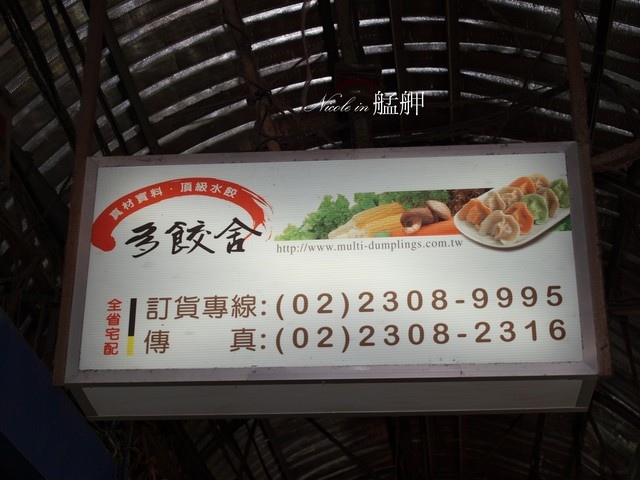 Nicole in 艋舺
真材實料‧頂級水餃
多餃舍
http://www.multi-dumplings.com.tw
全省宅配
訂貨專線:(02)2308-9995
傳真:(02)2308-2316